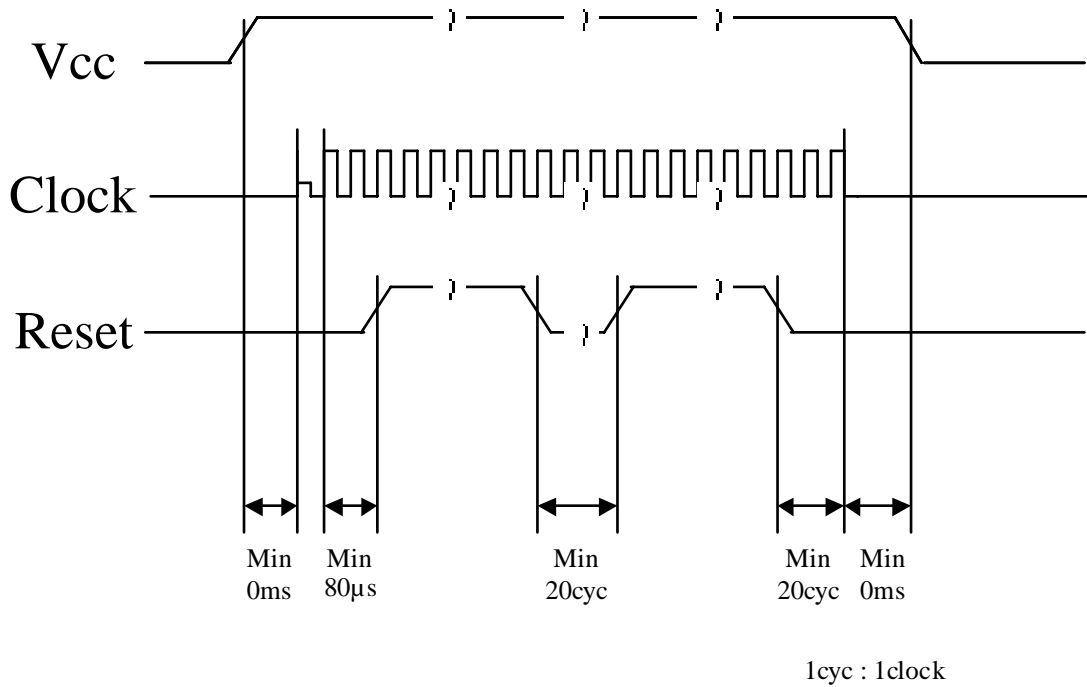 Vcc
Clock
Reset
Min
0ms
Min
80µs
Min
20cyc
Min
20cyc
Min
0ms
1cyc : 1clock